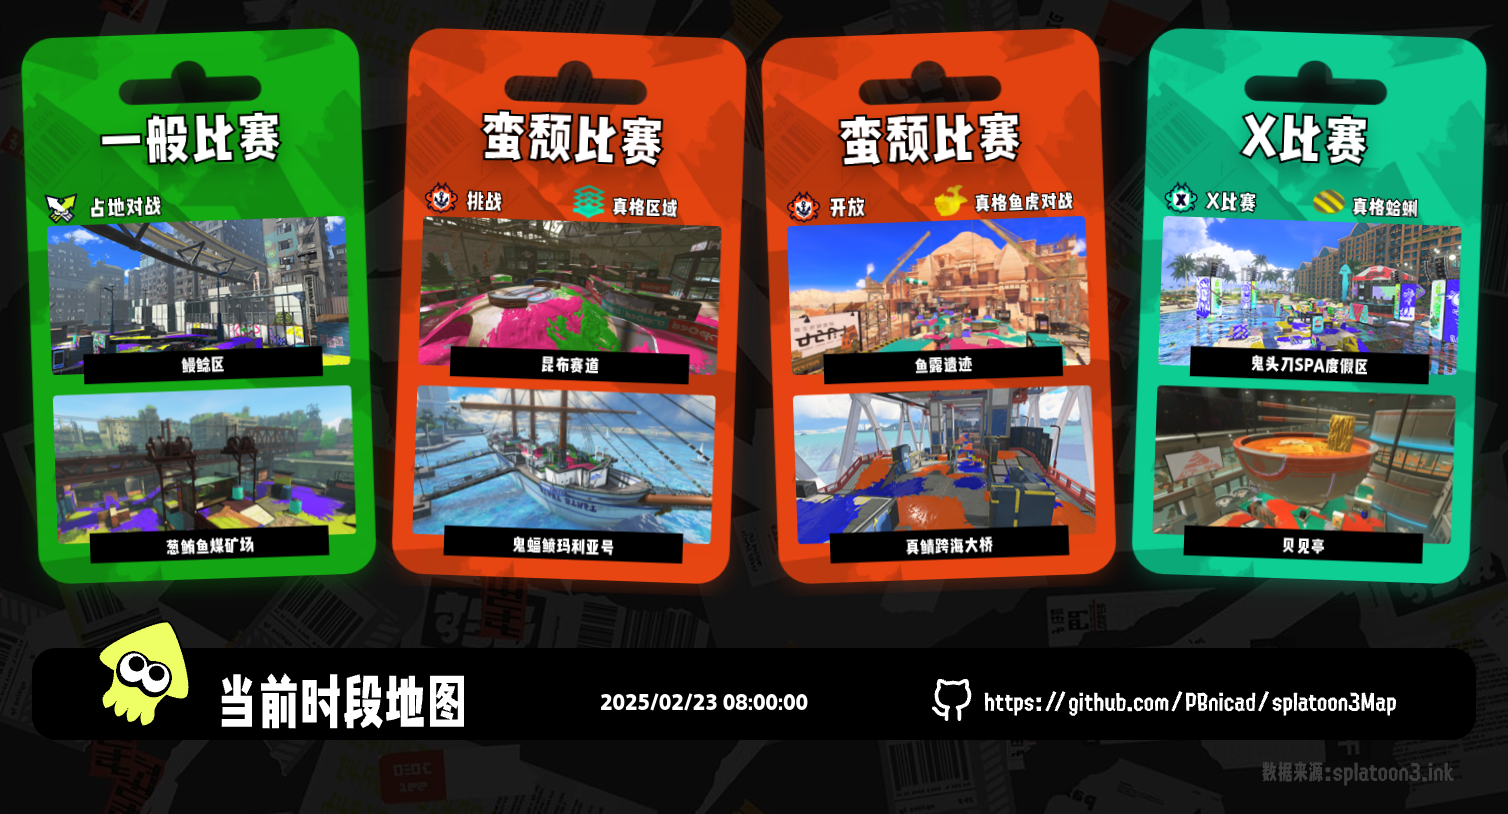 一般比赛
占地对战
鳗鲶区
葱鲔鱼煤矿场
蛮颓比赛
挑战
真格区域
昆布赛道
鬼蝠鲼玛利亚号
蛮颓比赛
开放
真格鱼虎对战
鱼露遗迹
真鲭跨海大桥
X比赛
X比赛
真格蛤蜊
鬼头刀SPA度假区
贝见亭
当前时段地图
2025/02/23 08:00:00
https://github.com/PBnicad/splatoon3Map
数据来源:splatoon3.ink